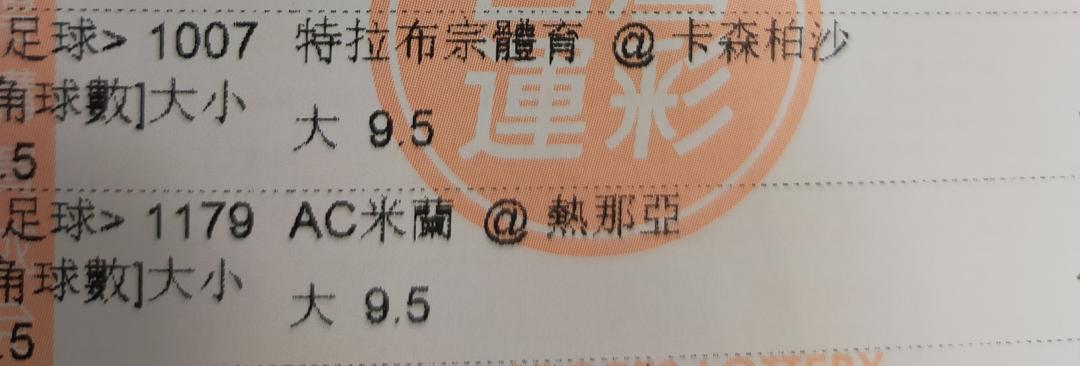 足球> 1007 特拉布宗體育 @ 卡森柏沙
角球數]大小 大 9.5
.5
足球> 1179 AC米蘭 @ 熱那亞
角球數]大小 大 9.5
.5
運彩
LOTTERY